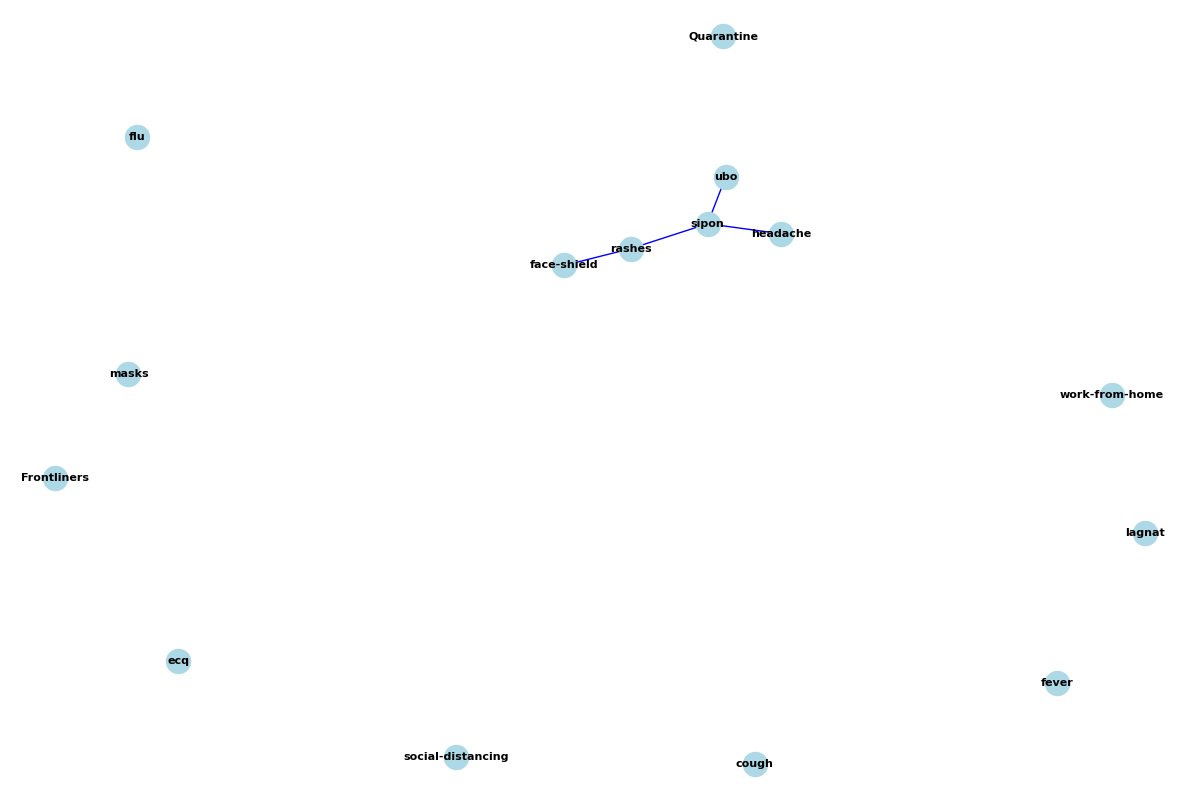 Quarantine
flu
ubo
sipon
headache
rashes
face-shield
masks
work-from-home
Frontliners
lagnat
ecq
fever
social-distancing
cough